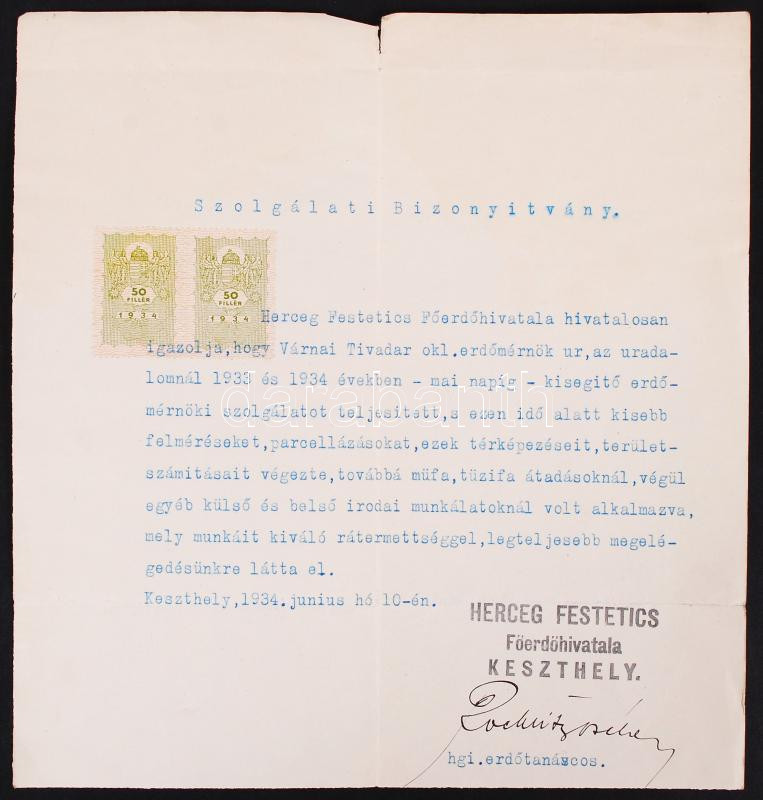 Szolgálati Bizonyitvány.
50 50
FILLÉR FILLÉR
1934 1934
Herceg Festetics Főerdőhivatala hivatalosan
igazolja,hogy Várnai Tivadar okl.erdőmérnök ur,az urada-
lomnál 1933 és 1934 években - mai napig - kisegitő erdő-
mérnöki szolgálatot teljesitett,s ezen idő alatt kisebb
felméréseket,parcellázásokat,ezek térképezéseit,terület-
számitásait végezte,továbbá müfa,tüzifa átadásoknál,végül
egyéb külső és belső irodai munkálatoknál volt alkalmazva,
mely munkáit kiváló rátermettséggel,legteljesebb megelé-
gedésünkre látta el.
Keszthely,1934.junius hó 10-én.
HERCEG FESTETICS
Főerdőhivatala
KESZTHELY.
hgi.erdőtanácos.
darabanth